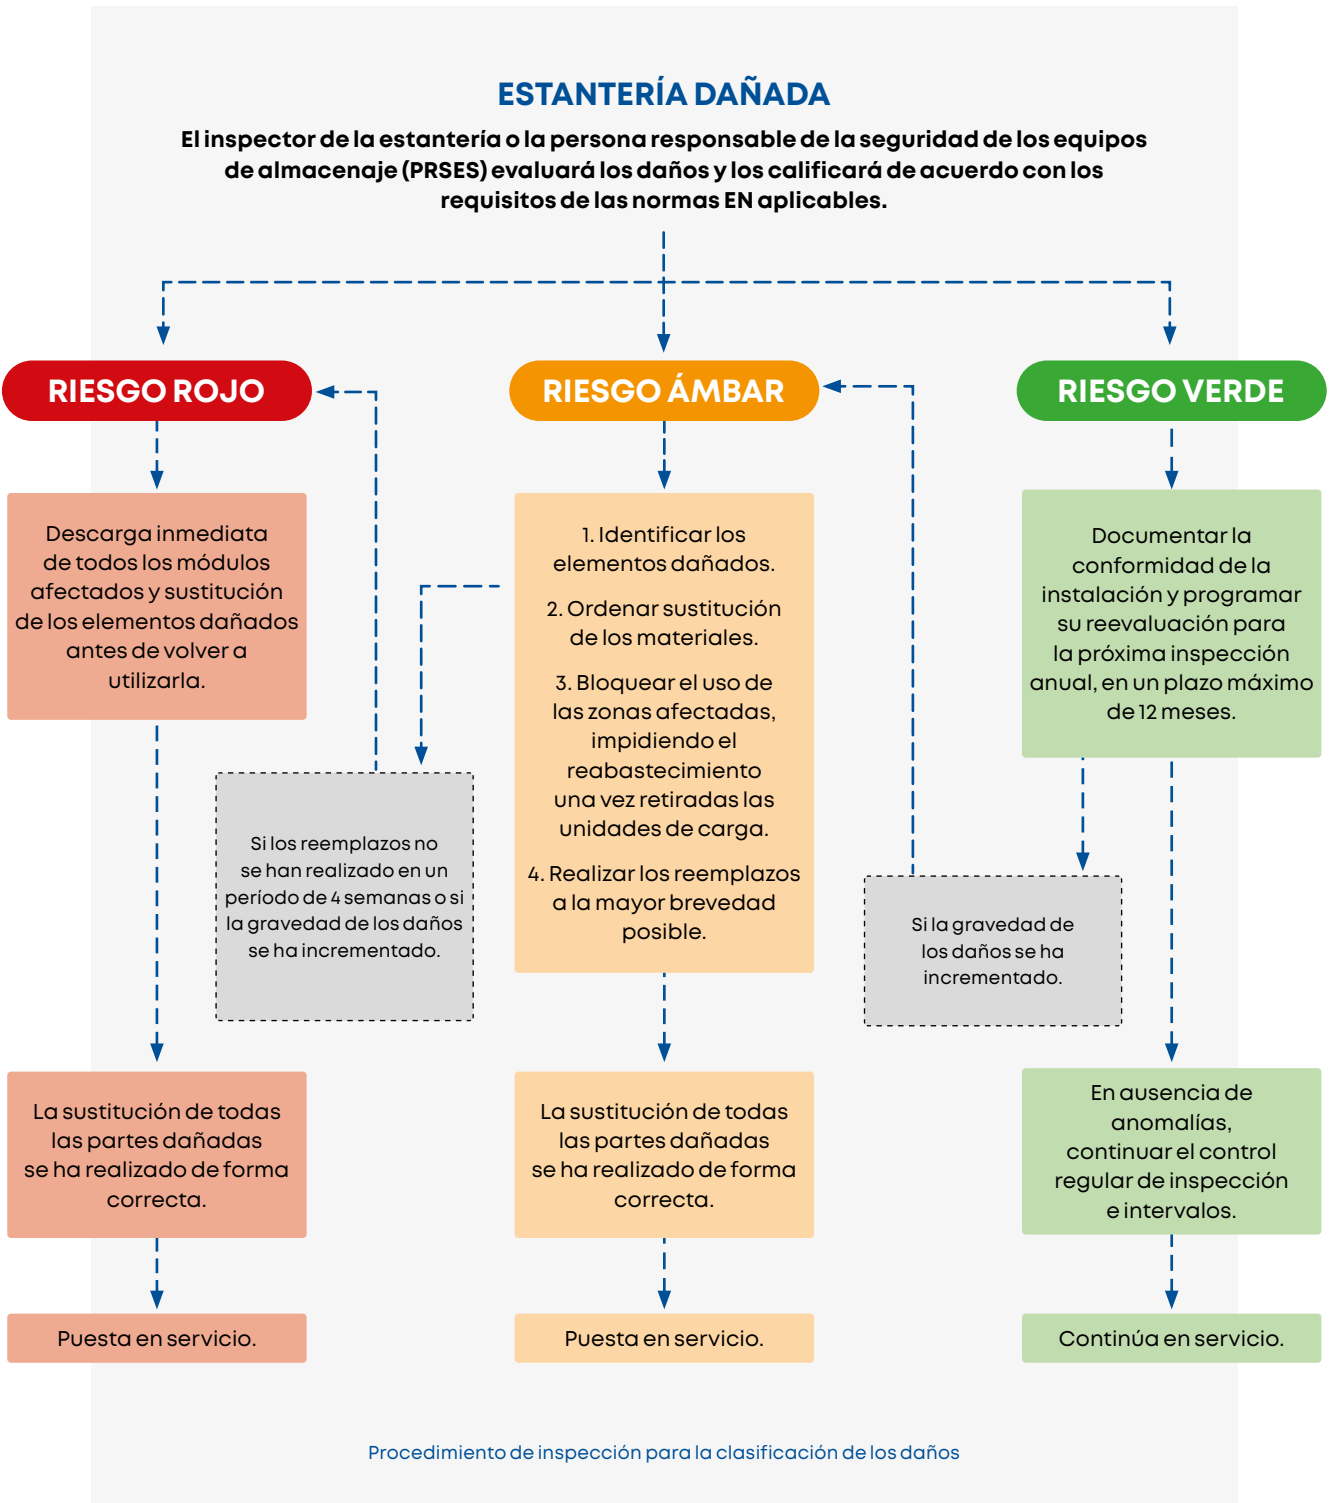 ESTANTERÍA DAÑADA
El inspector de la estantería o la persona responsable de la seguridad de los equipos
de almacenaje (PRSES) evaluará los daños y los calificará de acuerdo con los
requisitos de las normas EN aplicables.
RIESGO ROJO
Descarga inmediata
de todos los módulos
afectados y sustitución
de los elementos dañados
antes de volver a
utilizarla.
Si los reemplazos no
se han realizado en un
período de 4 semanas o si
la gravedad de los daños
se ha incrementado.
La sustitución de todas
las partes dañadas
se ha realizado de forma
correcta.
Puesta en servicio.
RIESGO ÁMBAR
1. Identificar los
elementos dañados.
2. Ordenar sustitución
de los materiales.
3. Bloquear el uso de
las zonas afectadas,
impidiendo el
reabastecimiento
una vez retiradas las
unidades de carga.
4. Realizar los reemplazos
a la mayor brevedad
posible.
La sustitución de todas
las partes dañadas
se ha realizado de forma
correcta.
Puesta en servicio.
RIESGO VERDE
Documentar la
conformidad de la
instalación y programar
su reevaluación para
la próxima inspección
anual, en un plazo máximo
de 12 meses.
Si la gravedad de
los daños se ha
incrementado.
En ausencia de
anomalías,
continuar el control
regular de inspección
e intervalos.
Continúa en servicio.
Procedimiento de inspección para la clasificación de los daños